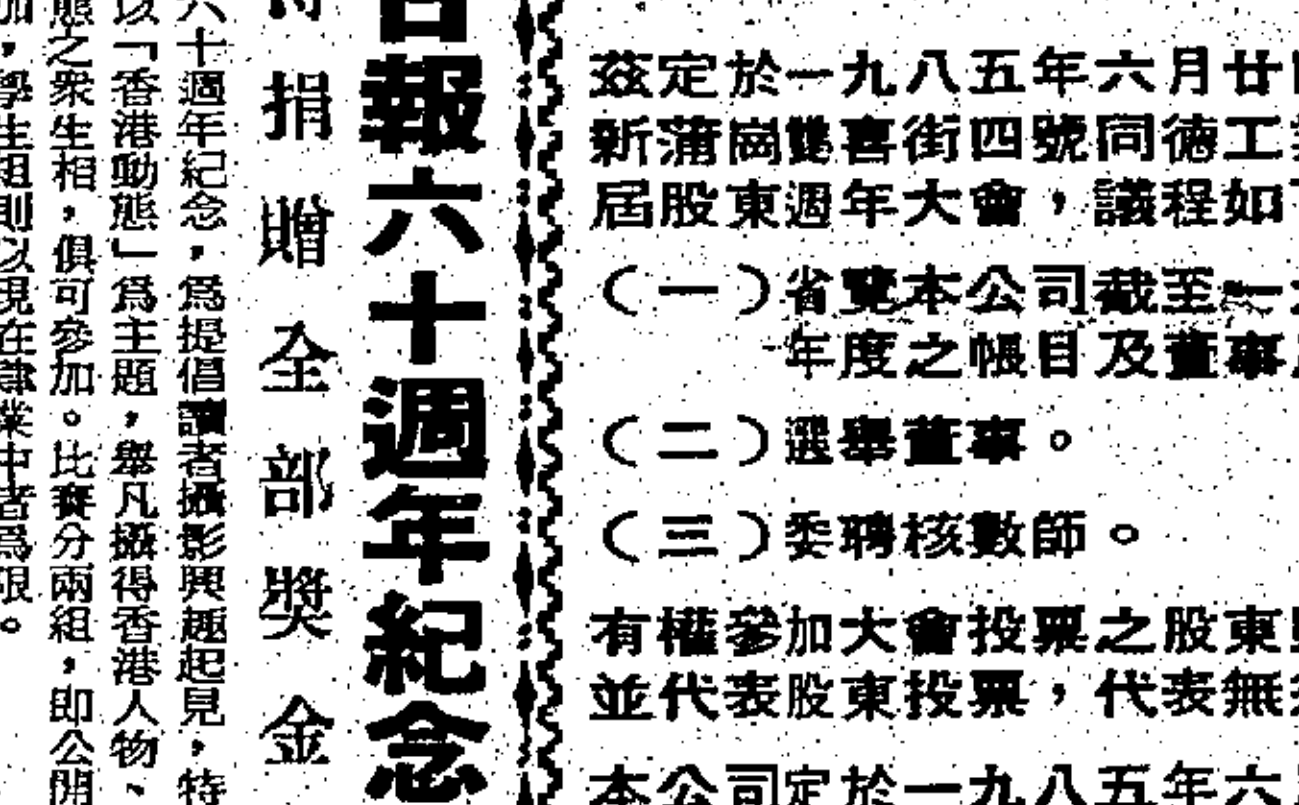 茲定於一九八五年六月廿
新蒲崗雙喜街四號同德工
屆股東週年大會，議程如
（一）省覽本公司截至一
年度之帳目及董事
（二）選舉董事。
（三）委聘核數師。
有權參加大會投票之股東
並代表股東投票，代表無
本公司定於一九八五年六
報六十週年紀念
捐贈全部獎金
六十週年紀念，爲提倡讀者攝影興趣起見，特
以「香港動態」爲主題，舉凡攝得香港人物、
態之衆生相，俱可參加。比賽分兩組，即公開
加，學生組則以現在肄業中者爲限。